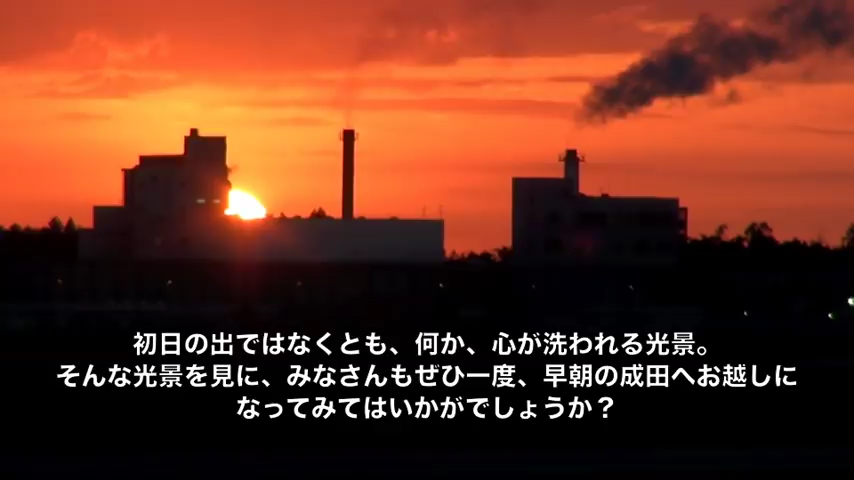 初日の出ではなくとも、何か、心が洗われる光景。
そんな光景を見に、みなさんもぜひ一度、早朝の成田へお越しに
なってみてはいかがでしょうか？